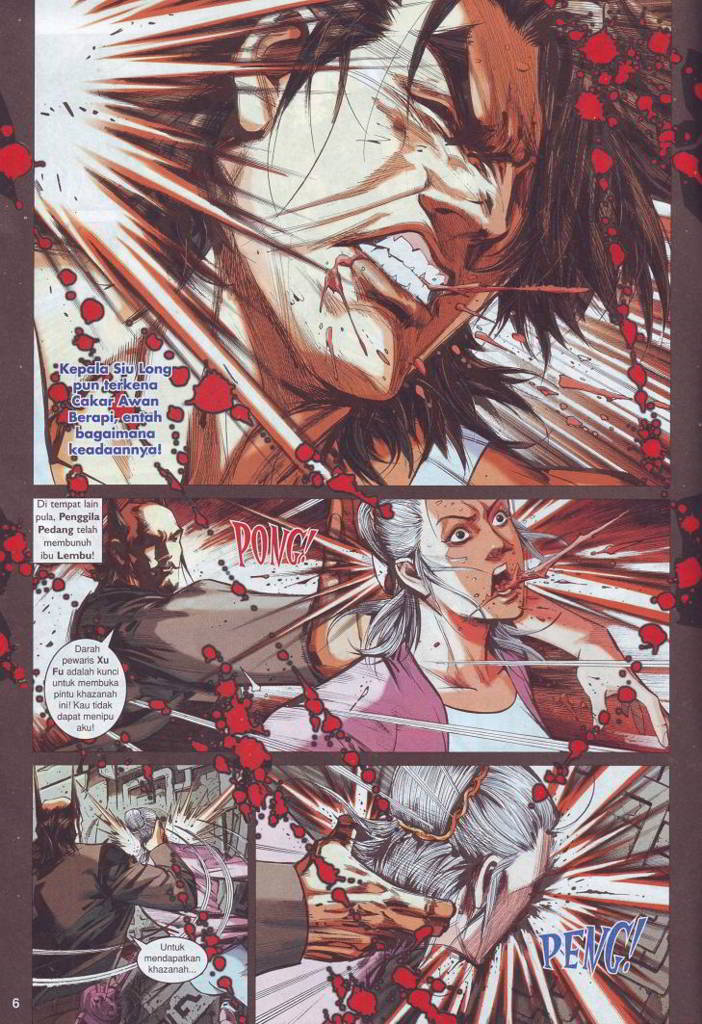 Kepala Siu Long
pun terkena
Cakar Awan
Berapi, entah
bagaimana
keadaannya!
Di tempat lain
pula, Penggila
Pedang telah
membunuh
ibu Lembu!
PONG!
Darah
pewaris Xu
Fu adalah kunci
untuk membuka
pintu khazanah
ini! Kau tidak
dapat menipu
aku!
Untuk
mendapatkan
khazanah...
PENG!
6